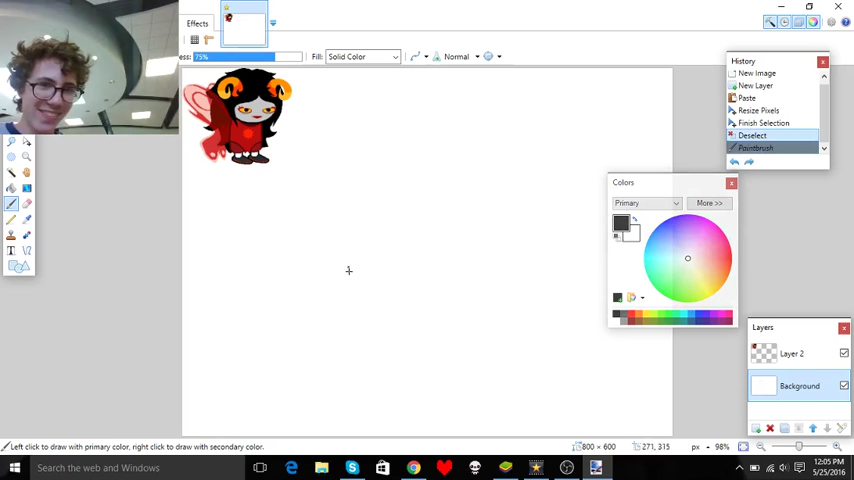 Effects
ess: 75% Fill: Solid Color Normal
History
New Image
New Layer
Paste
Resize Pixels
Finish Selection
Deselect
Paintbrush
Colors
Primary More >>
Layers
Layer 2
Background
Left click to draw with primary color, right click to draw with secondary color. 800 × 600 271, 315 px 98%
Search the web and Windows
12:05 PM
5/25/2016